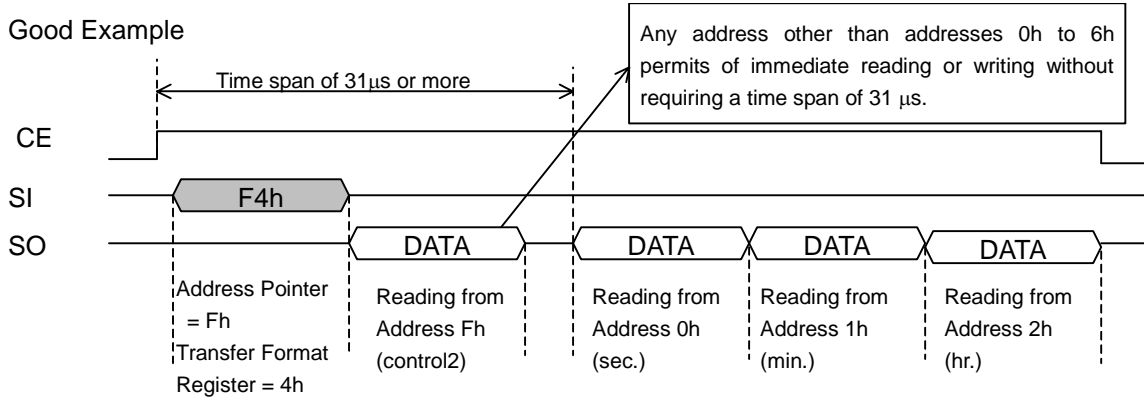 Good Example
Any address other than addresses 0h to 6h
permits of immediate reading or writing without
requiring a time span of 31 μs.
Time span of 31μs or more
CE
SI
F4h
SO
DATA
DATA
DATA
DATA
Address Pointer
= Fh
Transfer Format
Register = 4h
Reading from
Address Fh
(control2)
Reading from
Address 0h
(sec.)
Reading from
Address 1h
(min.)
Reading from
Address 2h
(hr.)